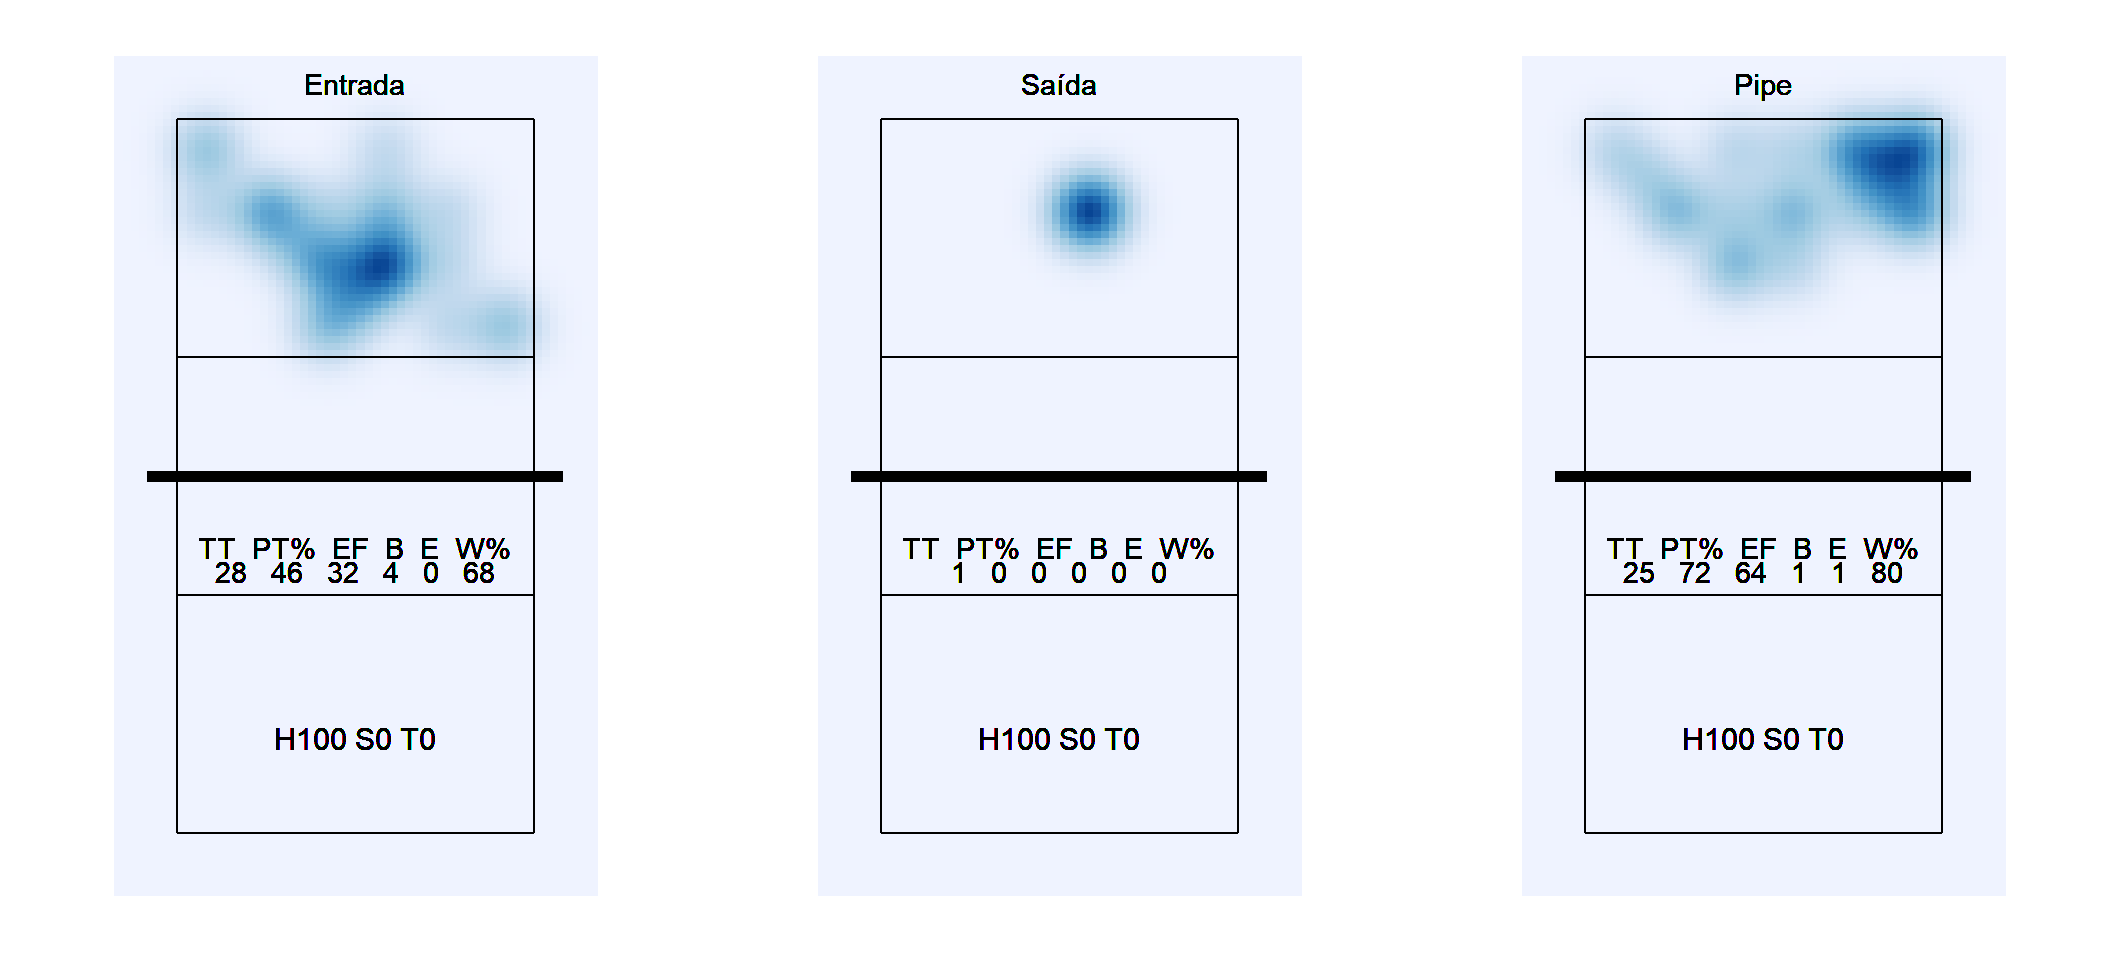 Entrada
TT PT% EF B E W%
28 46 32 4 0 68
H100 S0 T0
Saída
TT PT% EF B E W%
1 0 0 0 0 0
H100 S0 T0
Pipe
TT PT% EF B E W%
25 72 64 1 1 80
H100 S0 T0